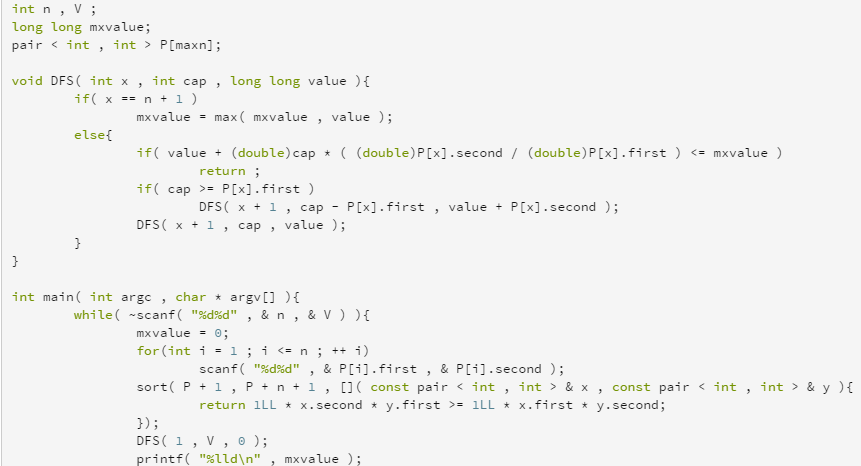 int n , V ;
long long mxvalue;
pair < int , int > P[maxn];
void DFS( int x , int cap , long long value ){
if( x == n + 1 )
mxvalue = max( mxvalue , value );
else{
if( value + (double)cap * ( (double)P[x].second / (double)P[x].first ) <= mxvalue )
return ;
if( cap >= P[x].first )
DFS( x + 1 , cap - P[x].first , value + P[x].second );
DFS( x + 1 , cap , value );
}
}
int main( int argc , char * argv[] ){
while( ~scanf( "%d%d" , & n , & V ) ){
mxvalue = 0;
for(int i = 1 ; i <= n ; ++ i)
scanf( "%d%d" , & P[i].first , & P[i].second );
sort( P + 1 , P + n + 1 , []( const pair < int , int > & x , const pair < int , int > & y ){
return 1LL * x.second * y.first >= 1LL * x.first * y.second;
});
DFS( 1 , V , 0 );
printf( "%lld\n" , mxvalue );